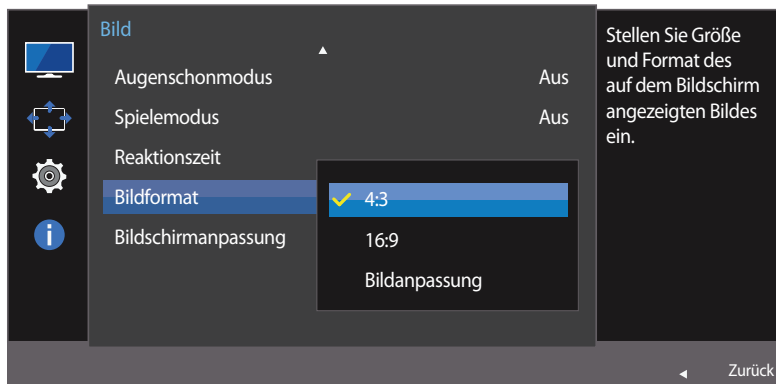 Bild
Augenschonmodus Aus
Spielemodus Aus
Reaktionszeit
Bildformat
Bildschirmanpassung
4:3
16:9
Bildanpassung
Stellen Sie Größe
und Format des
auf dem Bildschirm
angezeigten Bildes
ein.
Zurück